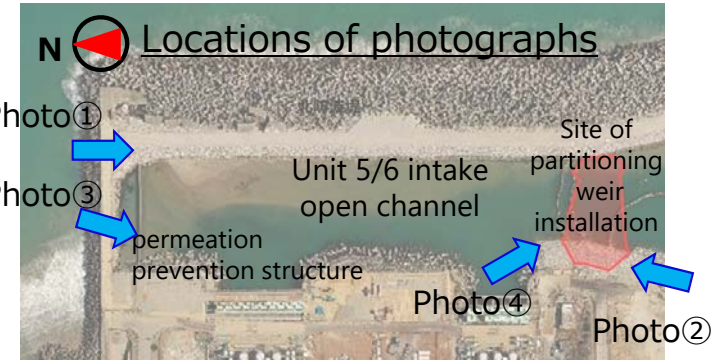 N Locations of photographs
Photo①
Photo③
Unit 5/6 intake
open channel
Site of
partitioning
weir
installation
permeation
prevention structure
Photo④
Photo②